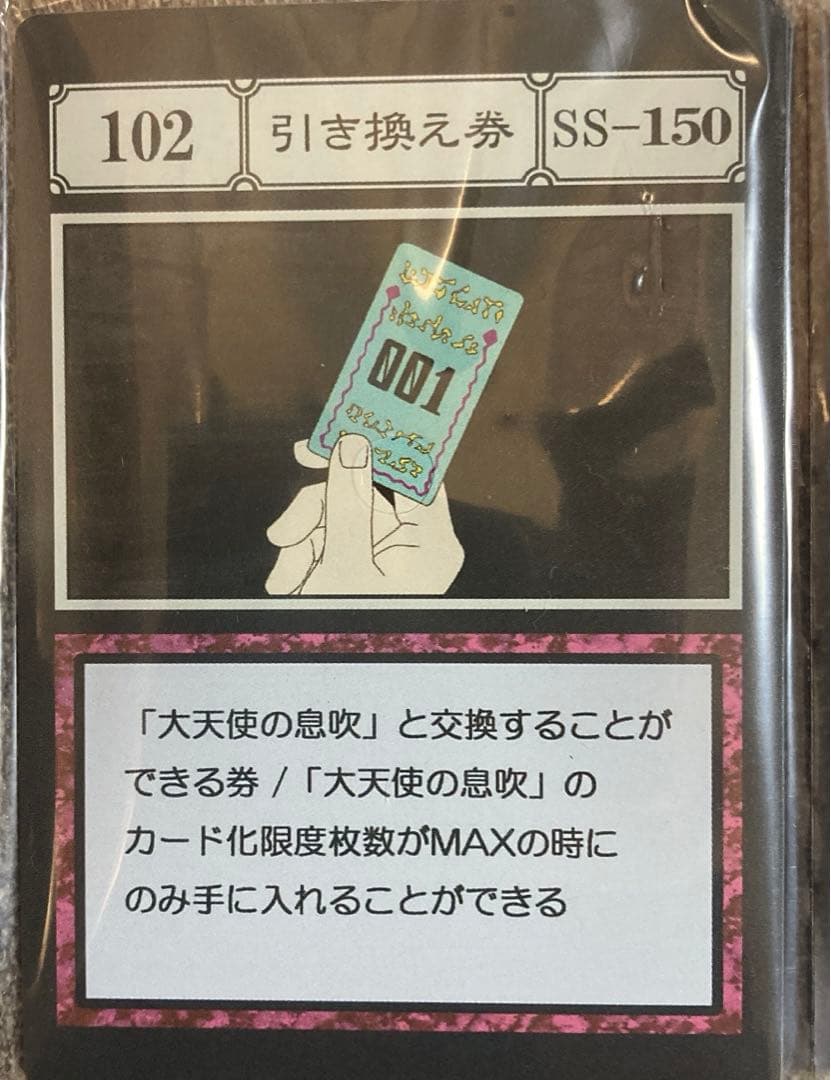 102 引き換え券 SS-150
001
「大天使の息吹」と交換することが
できる券 /「大天使の息吹」の
カード化限度枚数がMAXの時に
のみ手に入れることができる